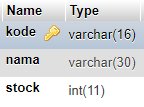 Name Type
kode varchar(16)
nama varchar(30)
stock int(11)